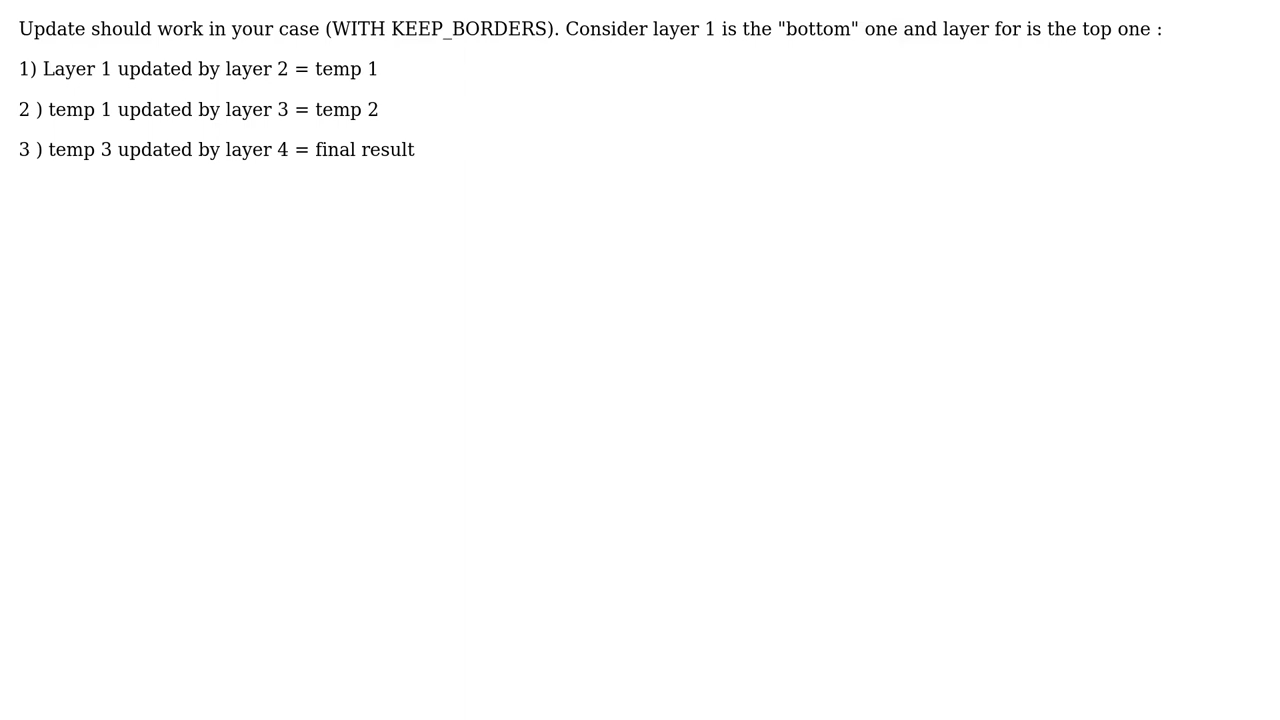 Update should work in your case (WITH KEEP_BORDERS). Consider layer 1 is the "bottom" one and layer for is the top one :
1) Layer 1 updated by layer 2 = temp 1
2 ) temp 1 updated by layer 3 = temp 2
3 ) temp 3 updated by layer 4 = final result